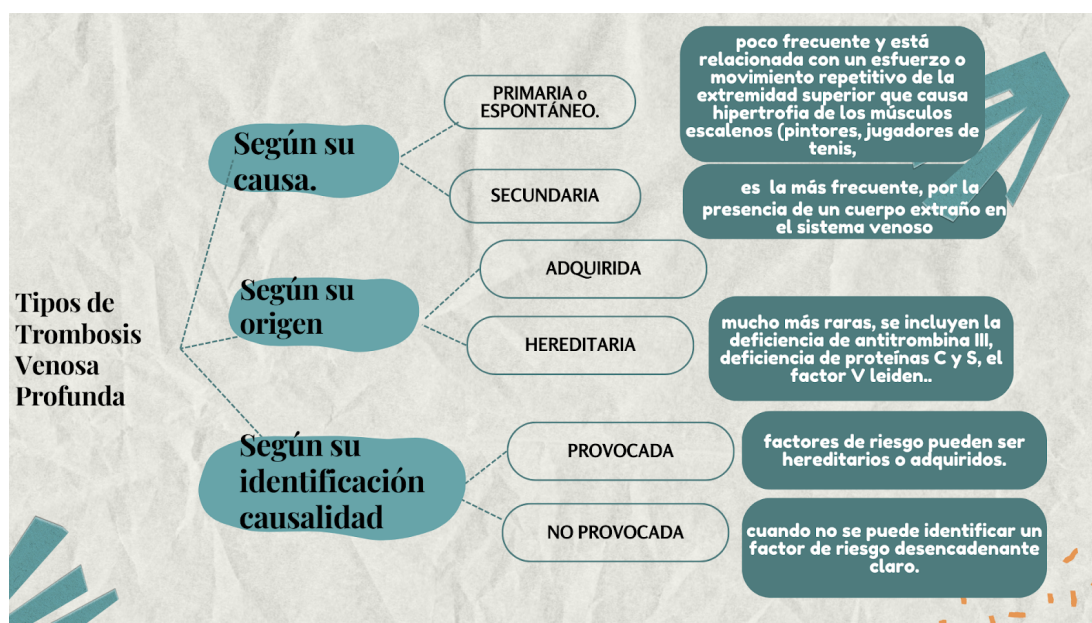 Tipos de
Trombosis
Venosa
Profunda
Según su
causa.
PRIMARIA o
ESPONTÁNEO.
poco frecuente y está
relacionada con un esfuerzo o
movimiento repetitivo de la
extremidad superior que causa
hipertrofia de los músculos
escalenos (pintores, jugadores de
tenis,
SECUNDARIA
es la más frecuente, por la
presencia de un cuerpo extraño en
el sistema venoso
Según su
origen
ADQUIRIDA
HEREDITARIA
mucho más raras, se incluyen la
deficiencia de antitrombina III,
deficiencia de proteínas C y S, el
factor V leiden..
Según su
identificación
causalidad
PROVOCADA
factores de riesgo pueden ser
hereditarios o adquiridos.
NO PROVOCADA
cuando no se puede identificar un
factor de riesgo desencadenante
claro.